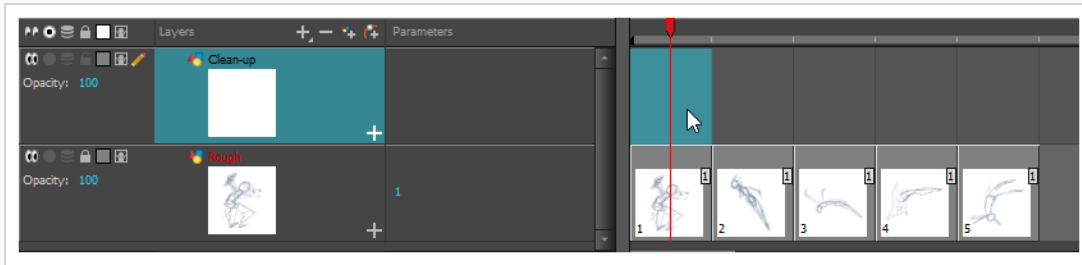 Layers Parameters
Clean-up
Opacity: 100
Rough
Opacity: 100
1
1 1 1 1 1
1 2 3 4 5